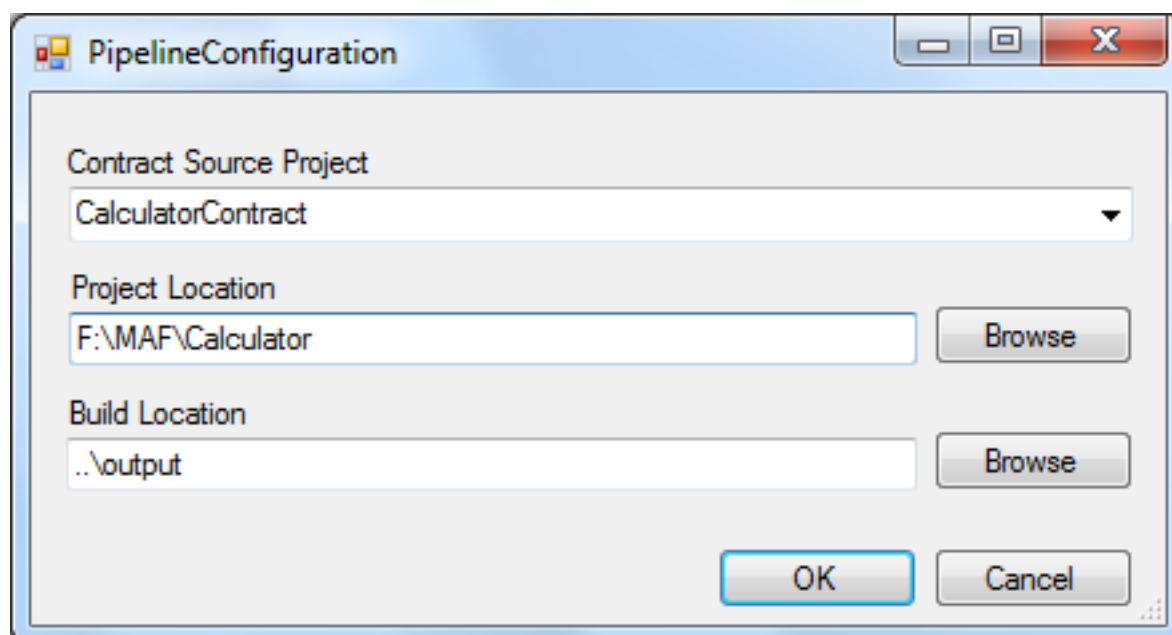 PipelineConfiguration
Contract Source Project
CalculatorContract
Project Location
F:\MAF\Calculator
Browse
Build Location
..\output
Browse
OK
Cancel